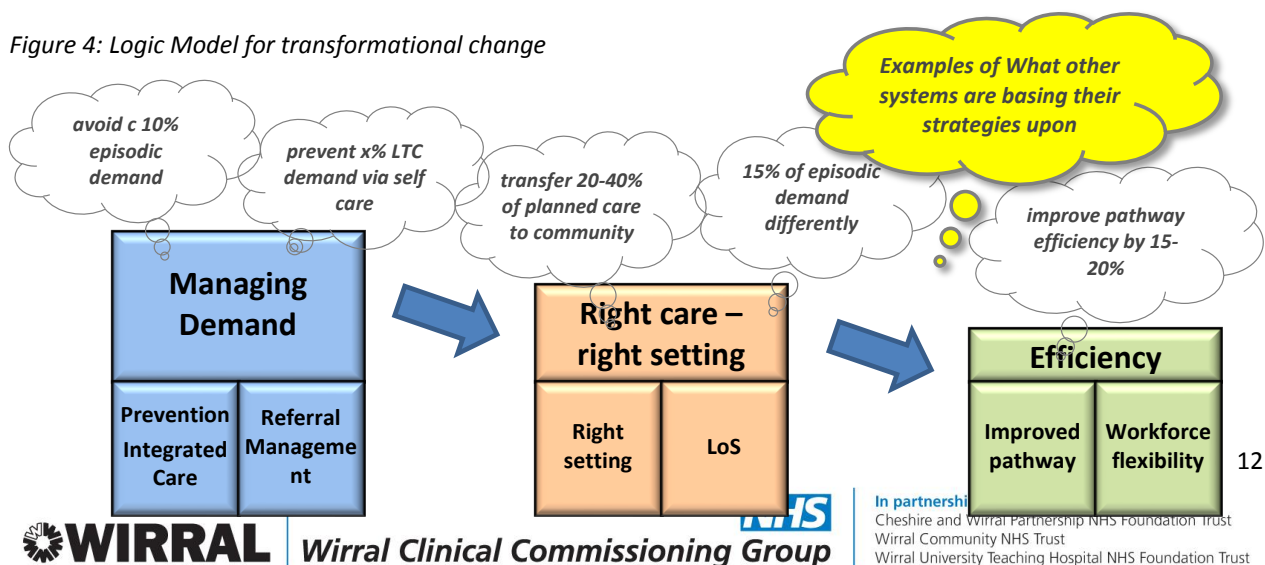 Figure 4: Logic Model for transformational change
Examples of What other
systems are basing their
strategies upon
avoid c 10%
episodic
demand
prevent x% LTC
demand via self
care
transfer 20-40%
of planned care
to community
15% of episodic
demand
differently
improve pathway
efficiency by 15-
20%
Managing
Demand
Prevention
Integrated
Care
Referral
Manageme
nt
Right care –
right setting
Right
setting
LoS
Efficiency
Improved
pathway
Workforce
flexibility
12
WIRRAL
NHS
Wirral Clinical Commissioning Group
In partnershi
Cheshire and Wirral Partnership NHS Foundation Trust
Wirral Community NHS Trust
Wirral University Teaching Hospital NHS Foundation Trust